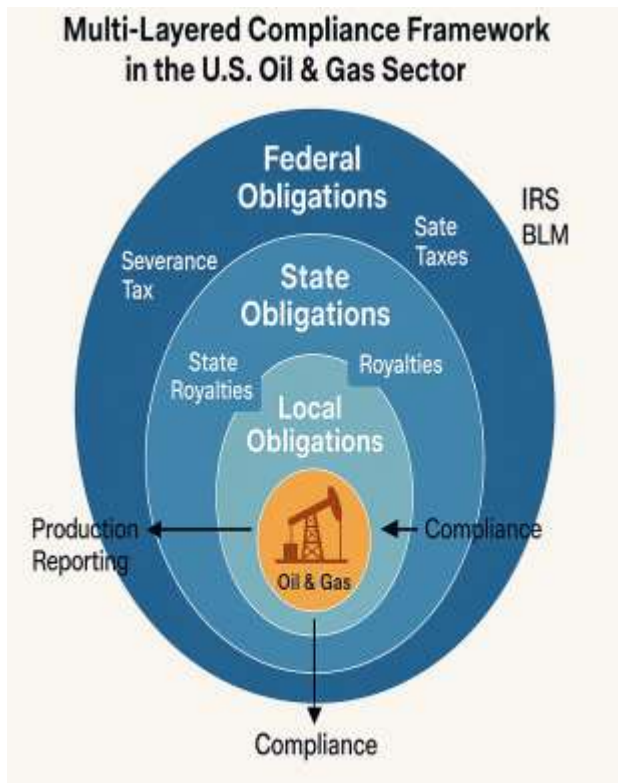 Multi-Layered Compliance Framework
in the U.S. Oil & Gas Sector
Federal
Obligations
IRS
BLM
Sate
Taxes
Severance
Tax
State
Obligations
State
Royalties
Royalties
Local
Obligations
Production
Reporting
Compliance
Oil & Gas
Compliance